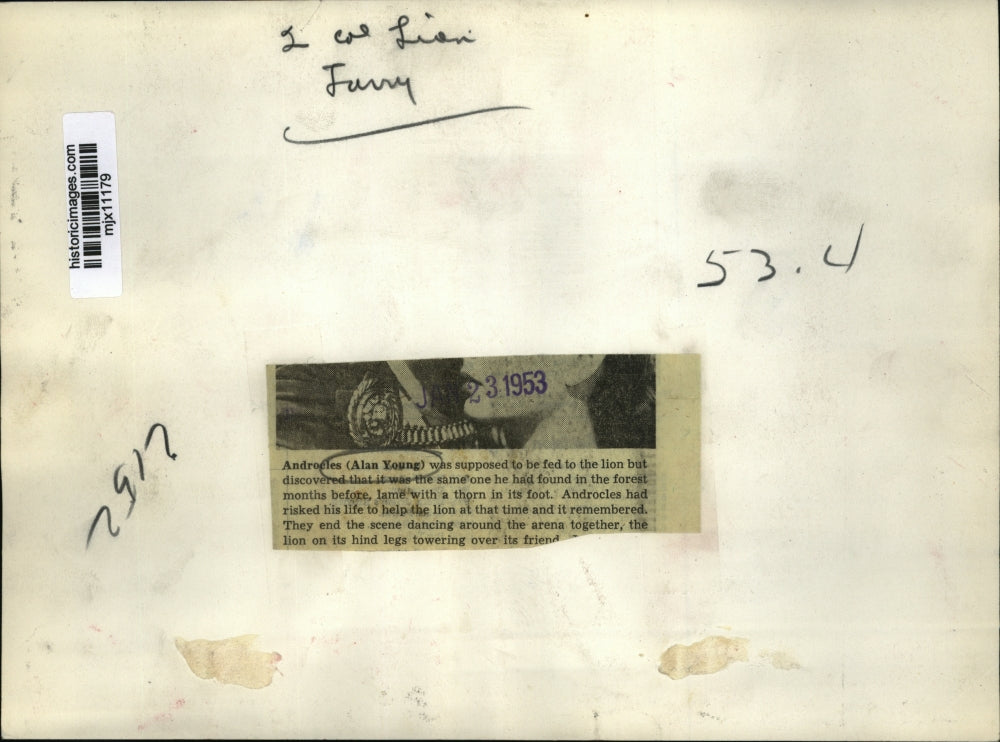 2 col Lion
historicimages.com
mjx11179
53.4
23 1953
Androcles (Alan Young) was supposed to be fed to the lion but
discovered that it was the same one he had found in the forest
months before, lame with a thorn in its foot. Androcles had
risked his life to help the lion at that time and it remembered.
They end the scene dancing around the arena together, the
lion on its hind legs towering over its friend.